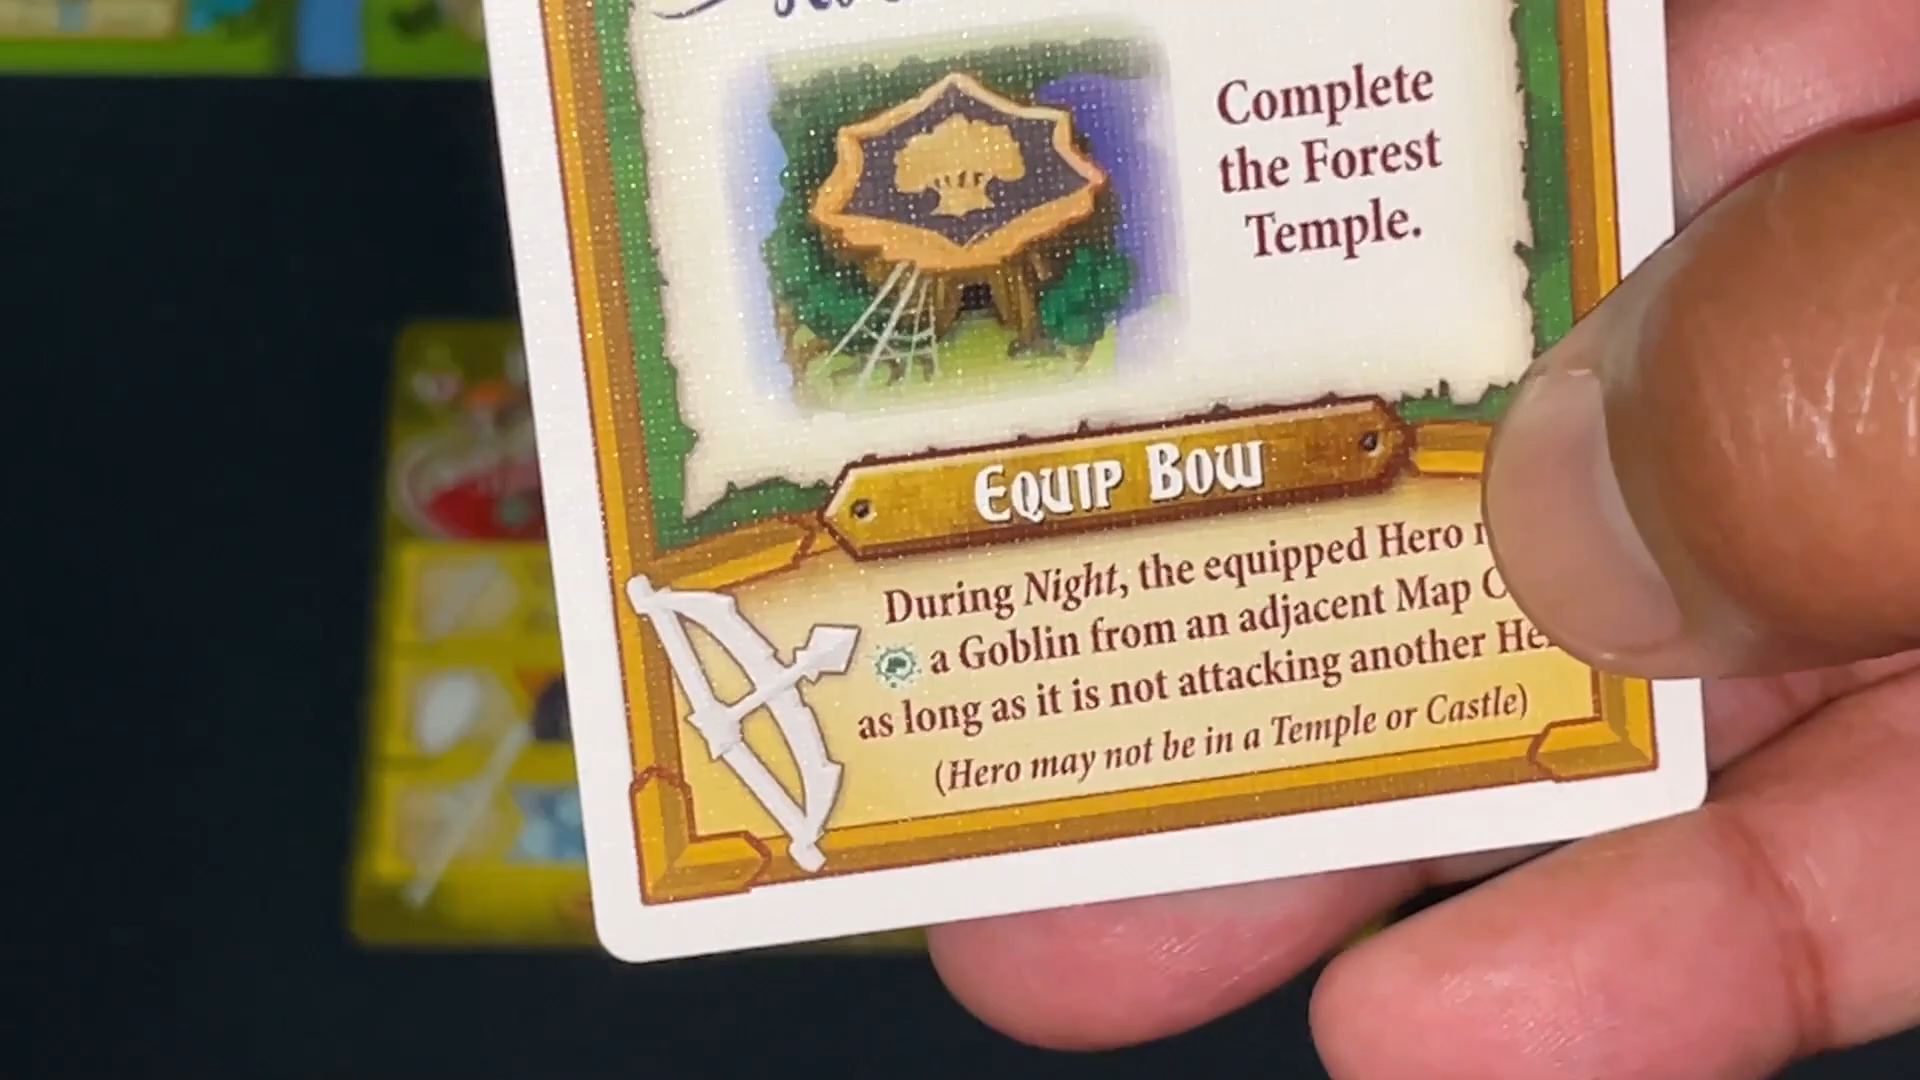 Complete
the Forest
Temple.
Equip Bow
During Night, the equipped Hero
a Goblin from an adjacent Map
as long as it is not attacking another
(Hero may not be in a Temple or Castle)